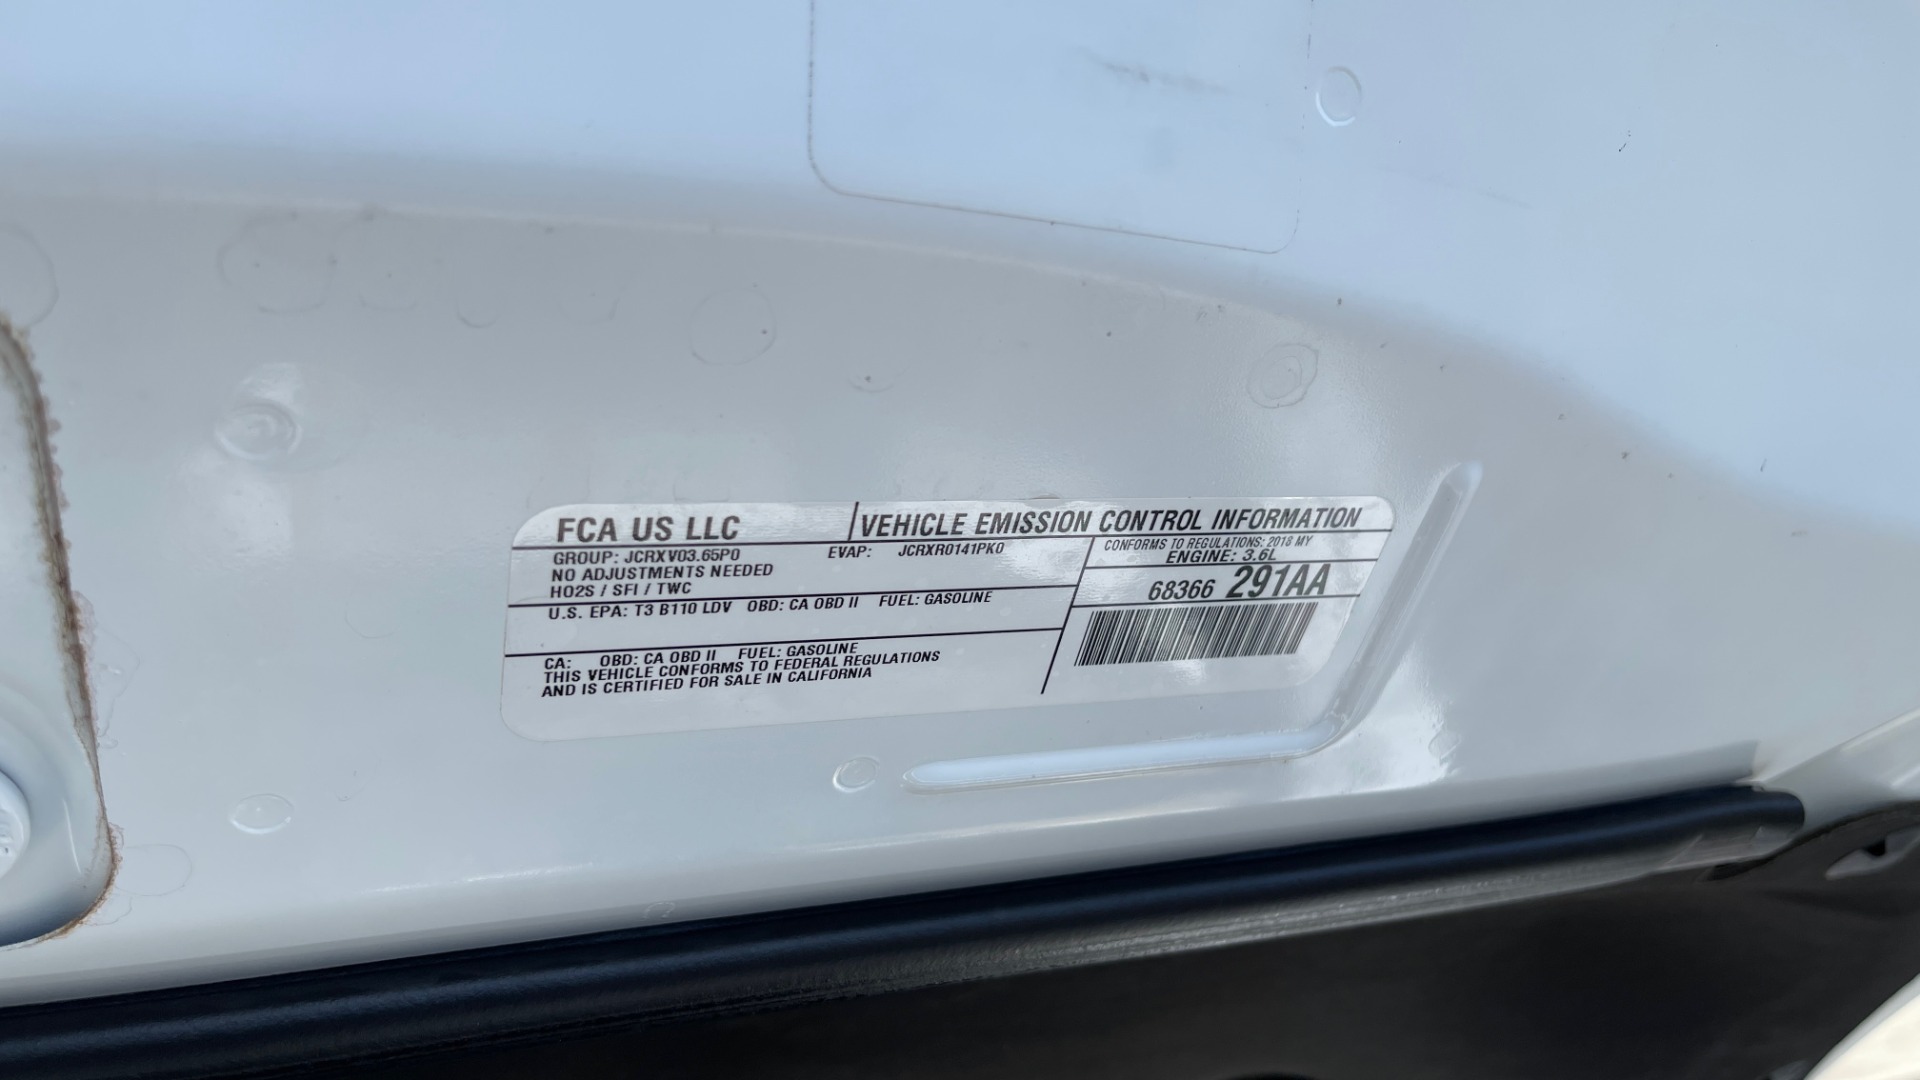 FCA US LLC VEHICLE EMISSION CONTROL INFORMATION
GROUP: JCRXV03.65P0 EVAP: JCRXR0141PK0
NO ADJUSTMENTS NEEDED
HO2S / SFI / TWC
CONFORMS TO REGULATIONS: 2018 MY
ENGINE: 3.6L
68366 291AA
U.S. EPA: T3 B110 LDV OBD: CA OBD II FUEL: GASOLINE
CA: OBD: CA OBD II FUEL: GASOLINE
THIS VEHICLE CONFORMS TO FEDERAL REGULATIONS
AND IS CERTIFIED FOR SALE IN CALIFORNIA